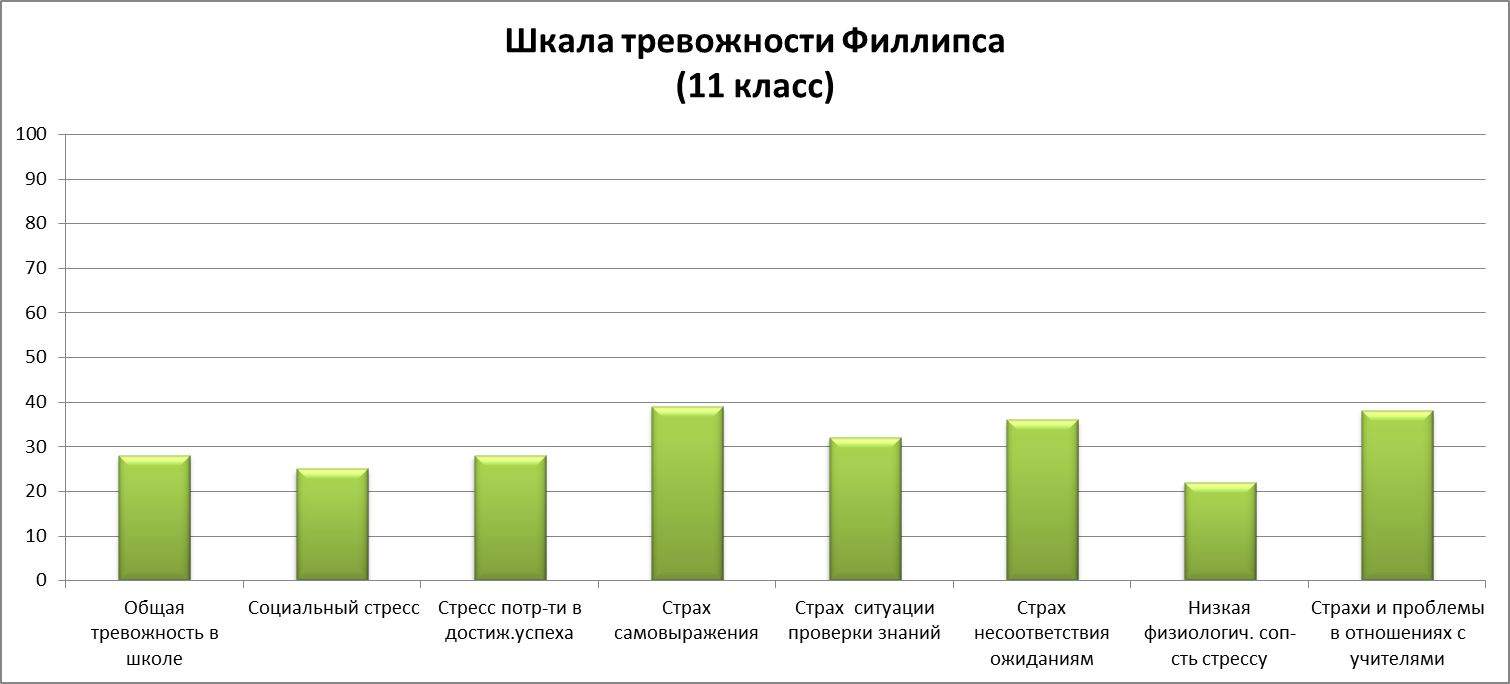 Шкала тревожности Филлипса
(11 класс)
100
90
80
70
60
50
40
30
20
10
0
Общая
тревожность в
школе
Социальный стресс
Стресс потр-ти в
достиж.успеха
Страх
самовыражения
Страх  ситуации
проверки знаний
Страх
несоответствия
ожиданиям
Низкая
физиологич. соп-
сть стрессу
Страхи и проблемы
в отношениях с
учителями